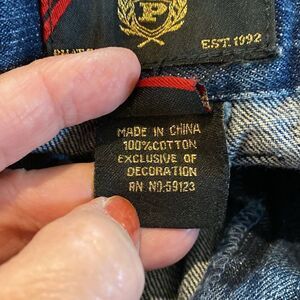 P
EST. 1992
MADE IN CHINA
100%COTTON
EXCLUSIVE OF
DECORATION
RN NO:59123